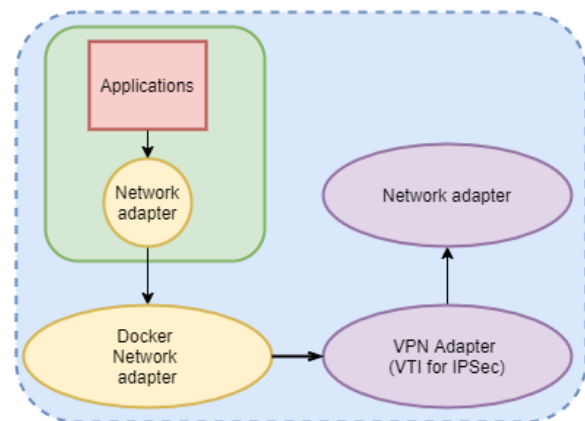 Applications
Network
adapter
Network adapter
Docker
Network
adapter
VPN Adapter
(VTI for IPSec)